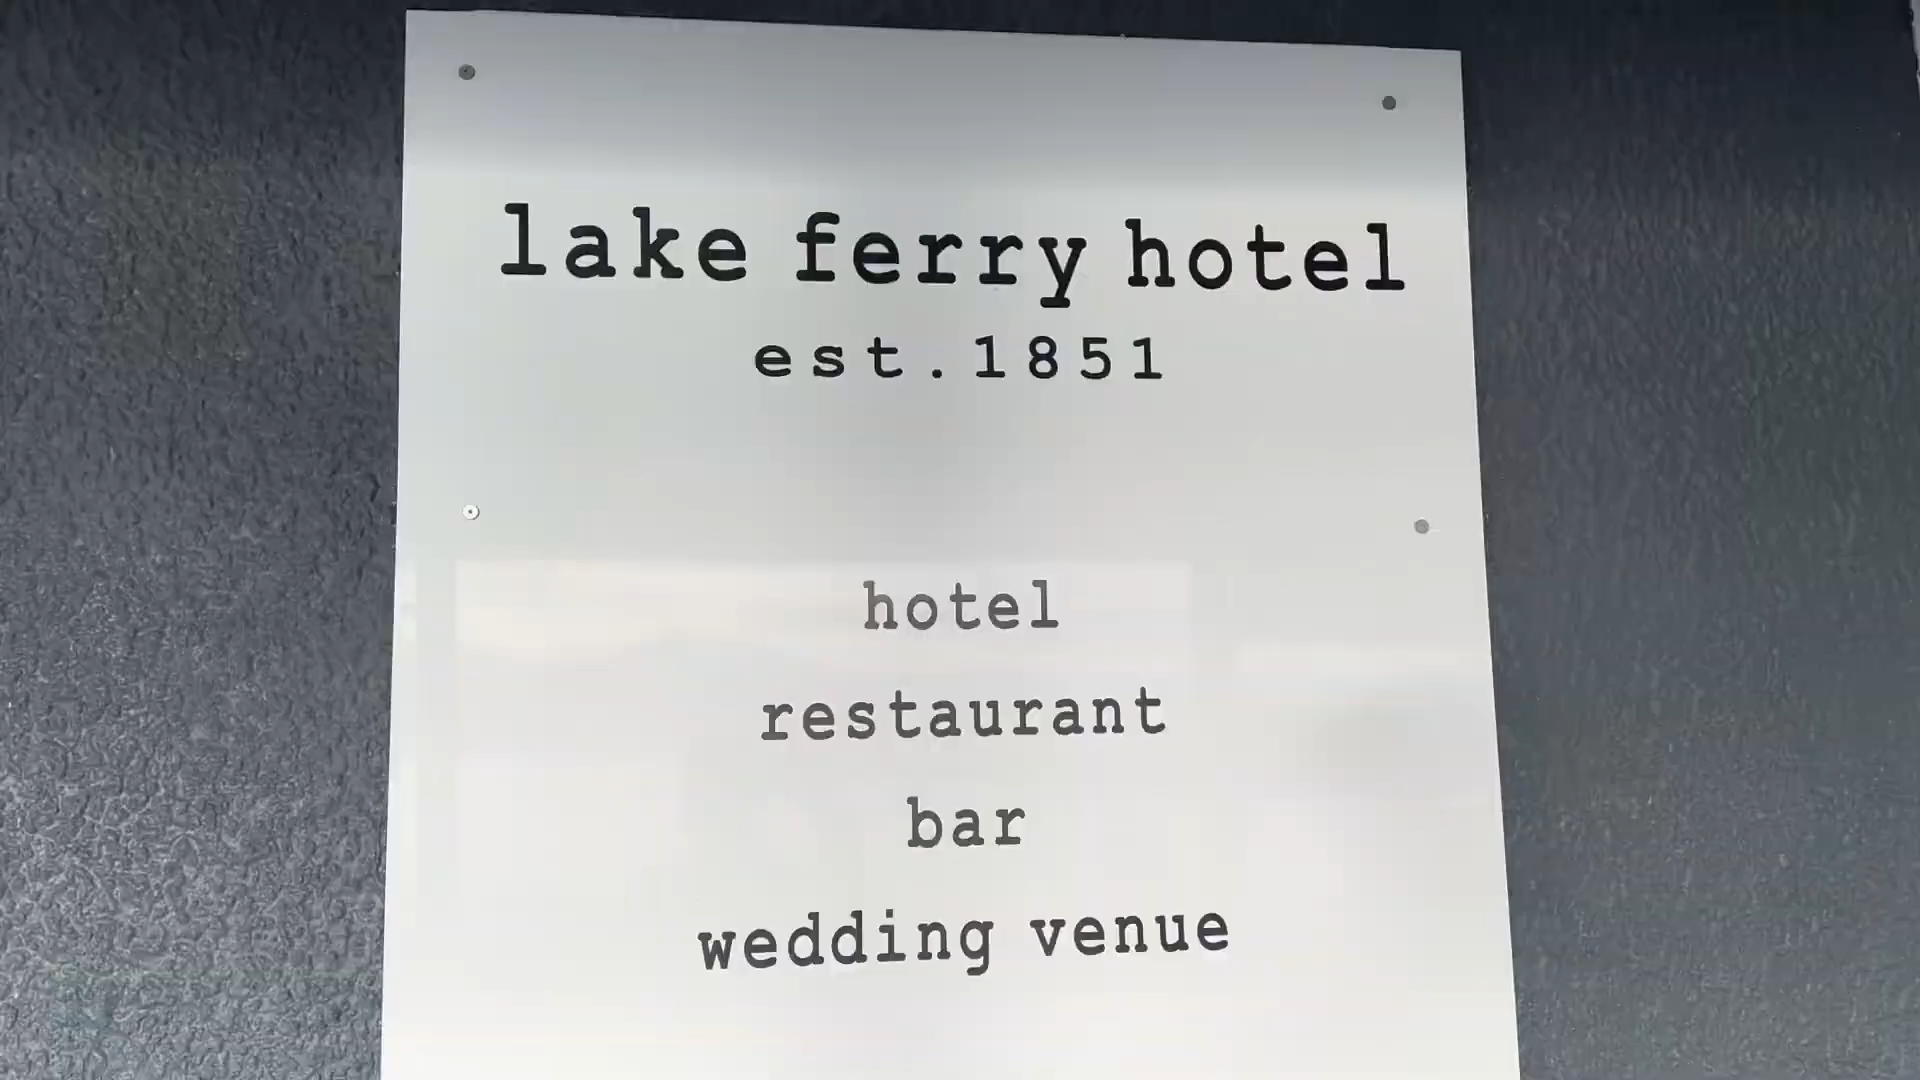 lake ferry hotel
est.1851
hotel
restaurant
bar
wedding venue